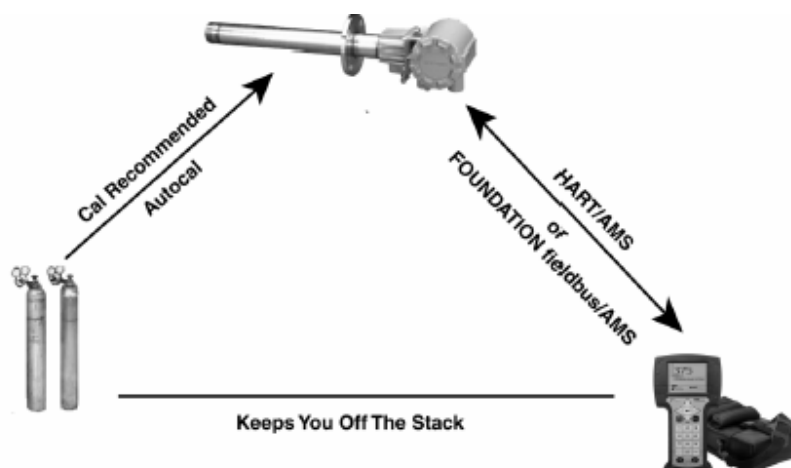 Cal Recommended
Autocal
HART/AMS
or
FOUNDATION fieldbus/AMS
375
Keeps You Off The Stack